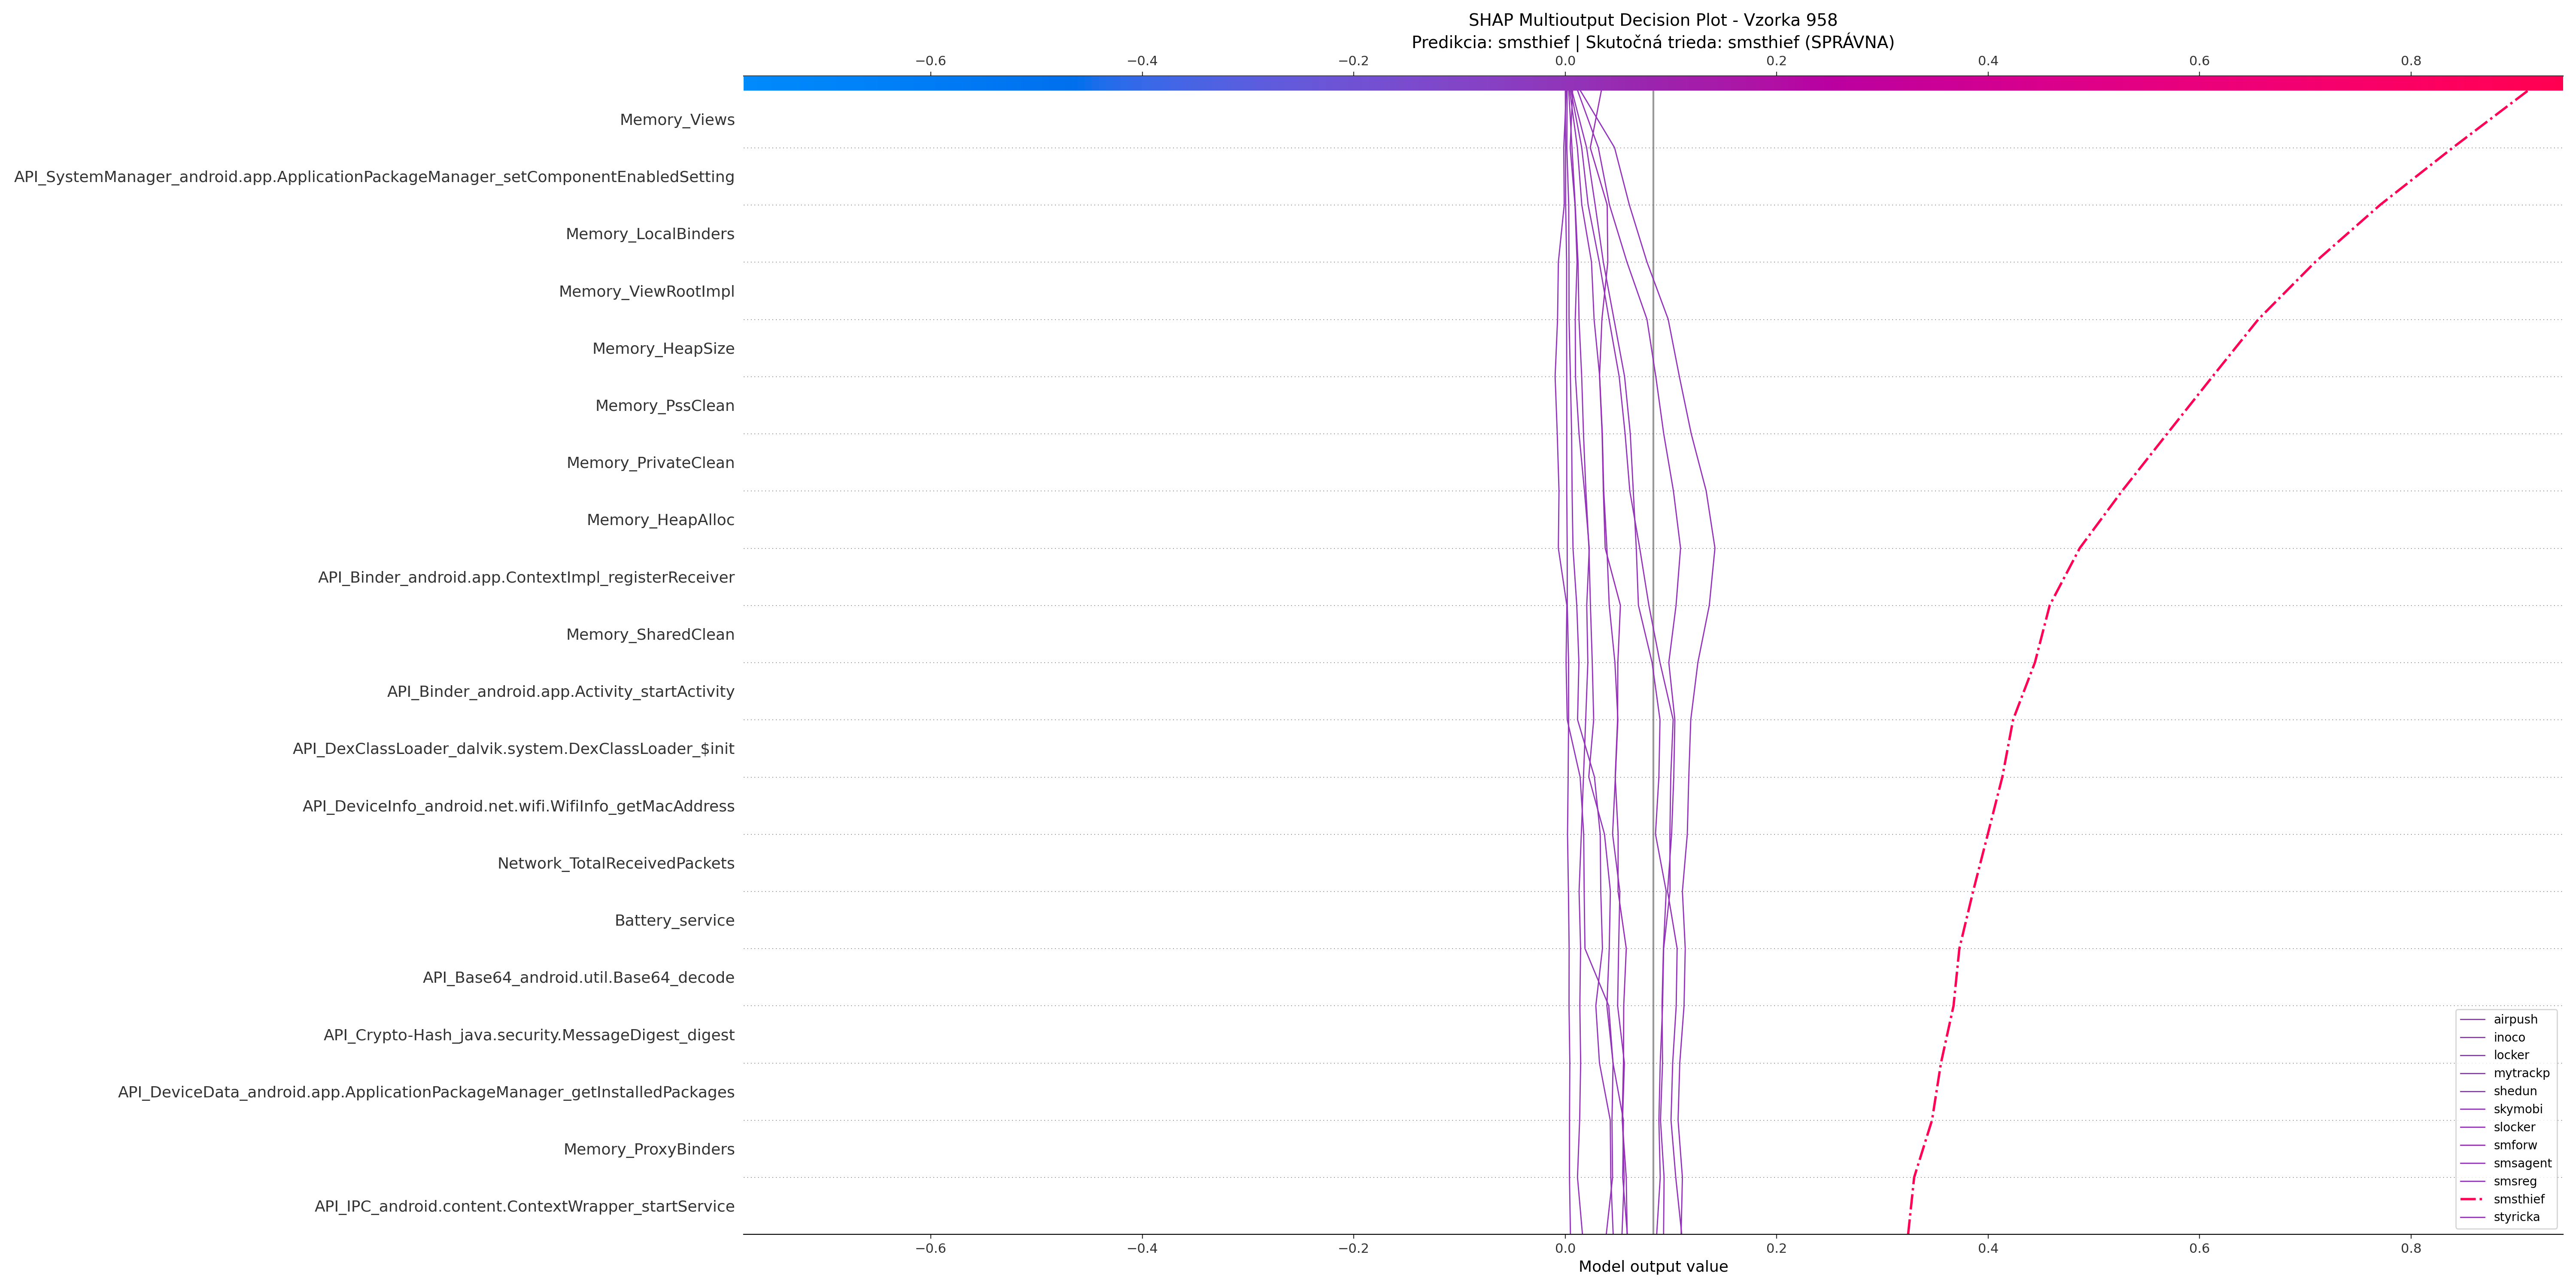 SHAP Multioutput Decision Plot - Vzorka 958
Predikcia: smsthief | Skutočná trieda: smsthief (SPRÁVNA)
−0.6 −0.4 −0.2 0.0 0.2 0.4 0.6 0.8
Memory_Views
API_SystemManager_android.app.ApplicationPackageManager_setComponentEnabledSetting
Memory_LocalBinders
Memory_ViewRootImpl
Memory_HeapSize
Memory_PssClean
Memory_PrivateClean
Memory_HeapAlloc
API_Binder_android.app.ContextImpl_registerReceiver
Memory_SharedClean
API_Binder_android.app.Activity_startActivity
API_DexClassLoader_dalvik.system.DexClassLoader_$init
API_DeviceInfo_android.net.wifi.WifiInfo_getMacAddress
Network_TotalReceivedPackets
Battery_service
API_Base64_android.util.Base64_decode
API_Crypto-Hash_java.security.MessageDigest_digest
API_DeviceData_android.app.ApplicationPackageManager_getInstalledPackages
Memory_ProxyBinders
API_IPC_android.content.ContextWrapper_startService
airpush
inoco
locker
mytrackp
shedun
skymobi
slocker
smforw
smsagent
smsreg
smsthief
styricka
−0.6 −0.4 −0.2 0.0 0.2 0.4 0.6 0.8
Model output value